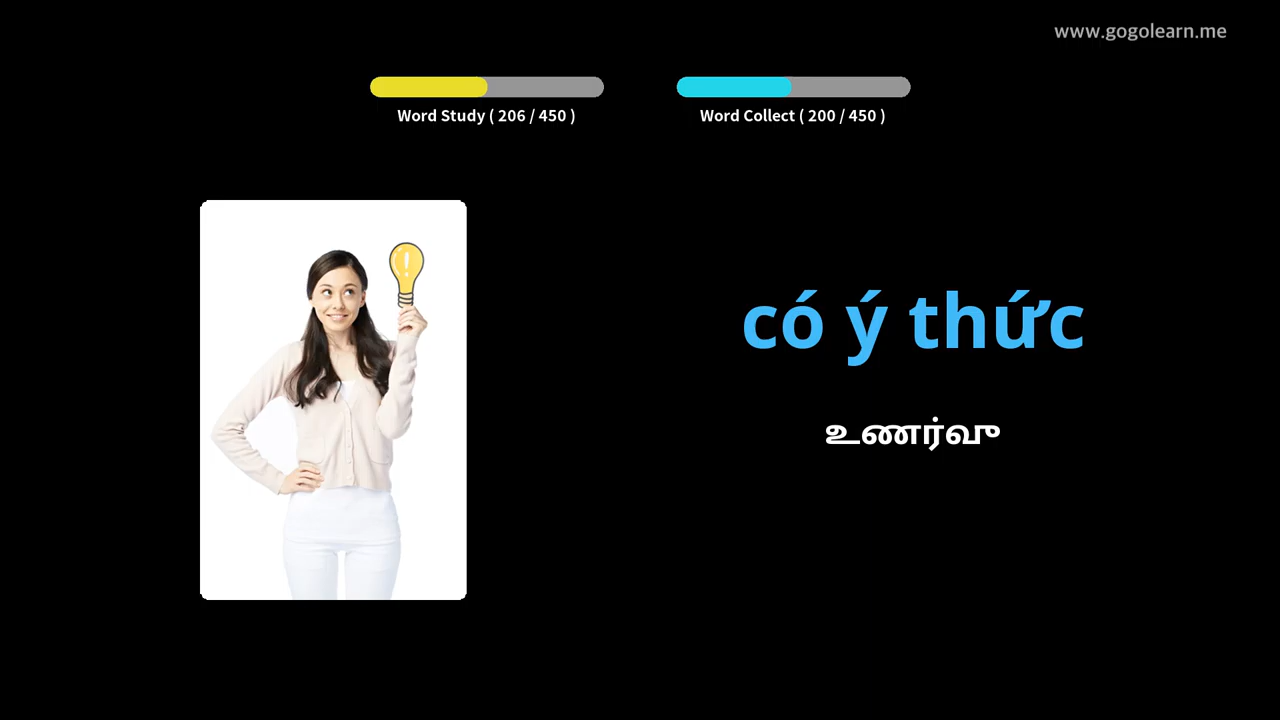 www.gogolearn.me
Word Study ( 206 / 450 )
Word Collect ( 200 / 450 )
có ý thức
உணர்வு